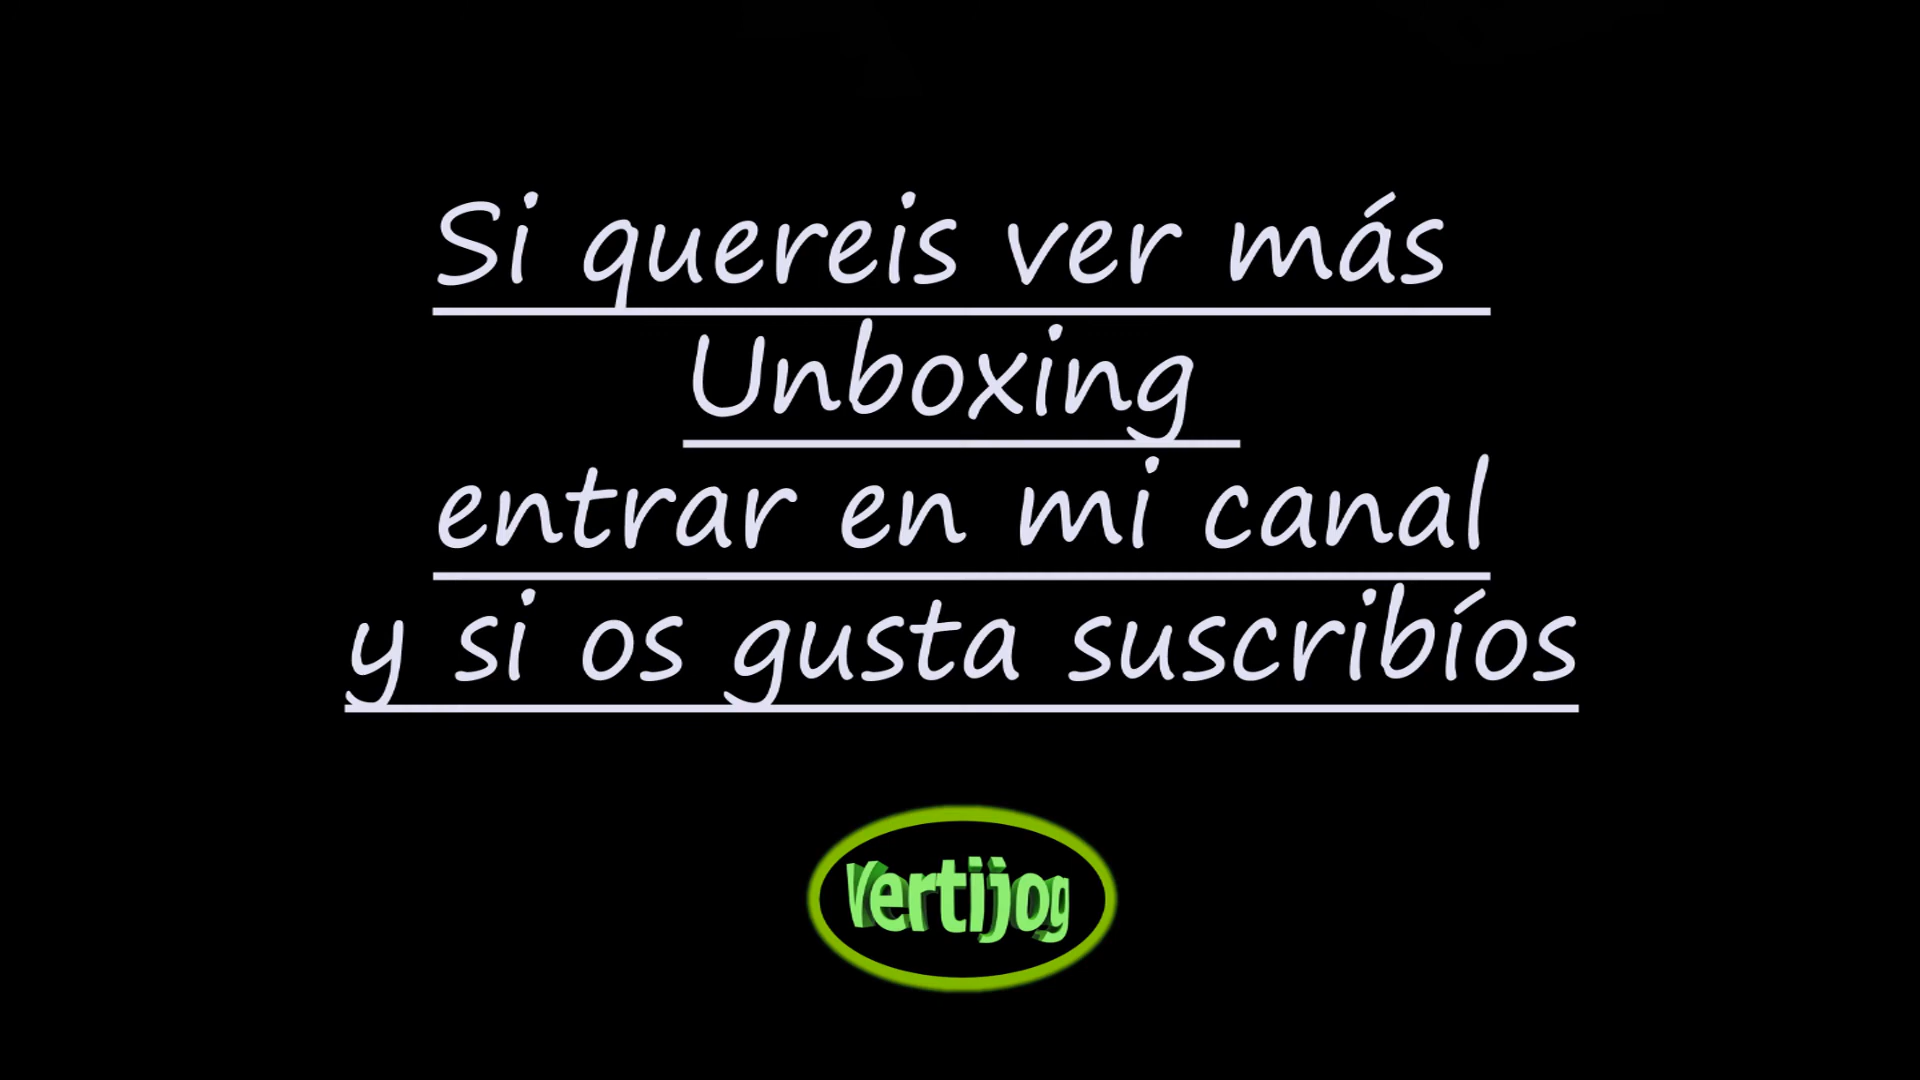 Si quereis ver más
Unboxing
entrar en mi canal
y si os gusta suscribíos
Vertijog